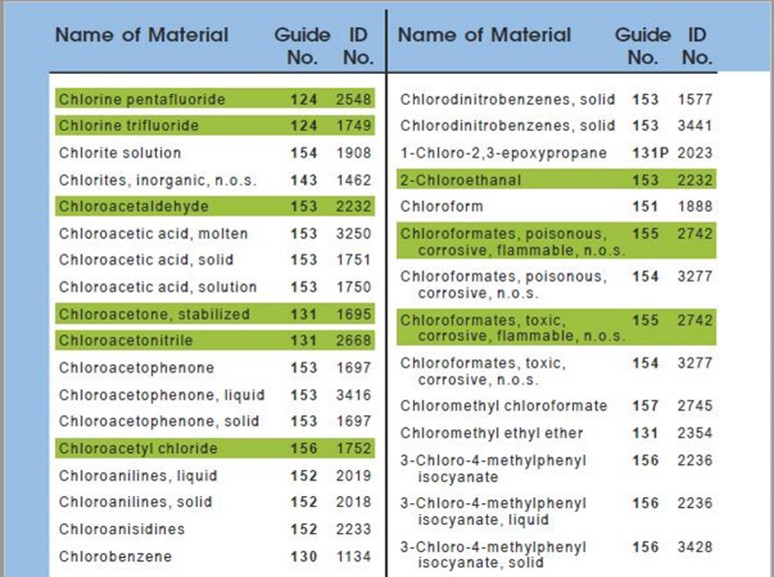 Name of Material Guide ID
No. No.
Chlorine pentafluoride 124 2548
Chlorine trifluoride 124 1749
Chlorite solution 154 1908
Chlorites, inorganic, n.o.s. 143 1462
Chloroacetaldehyde 153 2232
Chloroacetic acid, molten 153 3250
Chloroacetic acid, solid 153 1751
Chloroacetic acid, solution 153 1750
Chloroacetone, stabilized 131 1695
Chloroacetonitrile 131 2668
Chloroacetophenone 153 1697
Chloroacetophenone, liquid 153 3416
Chloroacetophenone, solid 153 1697
Chloroacetyl chloride 156 1752
Chloroanilines, liquid 152 2019
Chloroanilines, solid 152 2018
Chloroanisidines 152 2233
Chlorobenzene 130 1134
Name of Material Guide ID
No. No.
Chlorodinitrobenzenes, solid 153 1577
Chlorodinitrobenzenes, solid 153 3441
1-Chloro-2,3-epoxypropane 131P 2023
2-Chloroethanal 153 2232
Chloroform 151 1888
Chloroformates, poisonous, 155 2742
corrosive, flammable, n.o.s.
Chloroformates, poisonous, 154 3277
corrosive, n.o.s.
Chloroformates, toxic, 155 2742
corrosive, flammable, n.o.s.
Chloroformates, toxic, 154 3277
corrosive, n.o.s.
Chloromethyl chloroformate 157 2745
Chloromethyl ethyl ether 131 2354
3-Chloro-4-methylphenyl 156 2236
isocyanate
3-Chloro-4-methylphenyl 156 2236
isocyanate, liquid
3-Chloro-4-methylphenyl 156 3428
isocyanate, solid